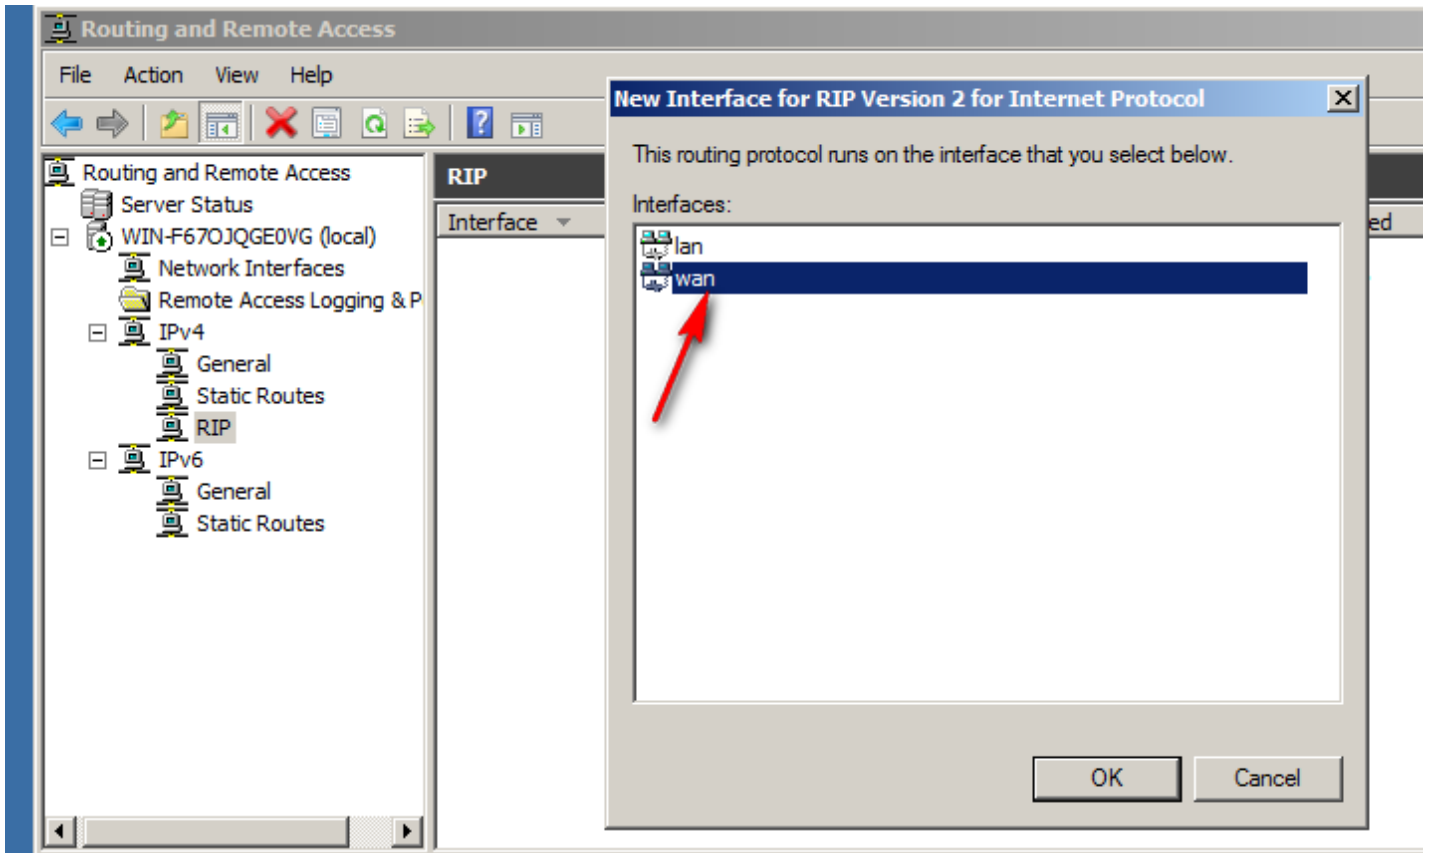 Routing and Remote Access
File Action View Help
Routing and Remote Access
Server Status
WIN-F67OJQGE0VG (local)
Network Interfaces
Remote Access Logging & P
IPv4
General
Static Routes
RIP
IPv6
General
Static Routes
RIP
Interface
ed
New Interface for RIP Version 2 for Internet Protocol
This routing protocol runs on the interface that you select below.
Interfaces:
lan
wan
OK Cancel